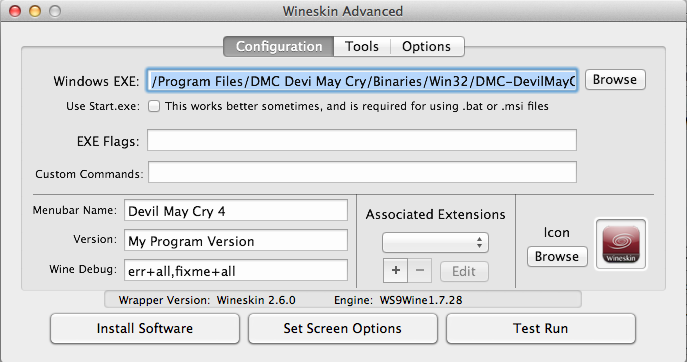 Wineskin Advanced
Configuration Tools Options
Windows EXE: /Program Files/DMC Devi May Cry/Binaries/Win32/DMC-DevilMayC Browse
Use Start.exe: This works better sometimes, and is required for using .bat or .msi files
EXE Flags:
Custom Commands:
Menubar Name: Devil May Cry 4
Version: My Program Version
Wine Debug: err+all,fixme+all
Associated Extensions
+ − Edit
Icon
Browse
Wineskin
Wrapper Version: Wineskin 2.6.0 Engine: WS9Wine1.7.28
Install Software Set Screen Options Test Run